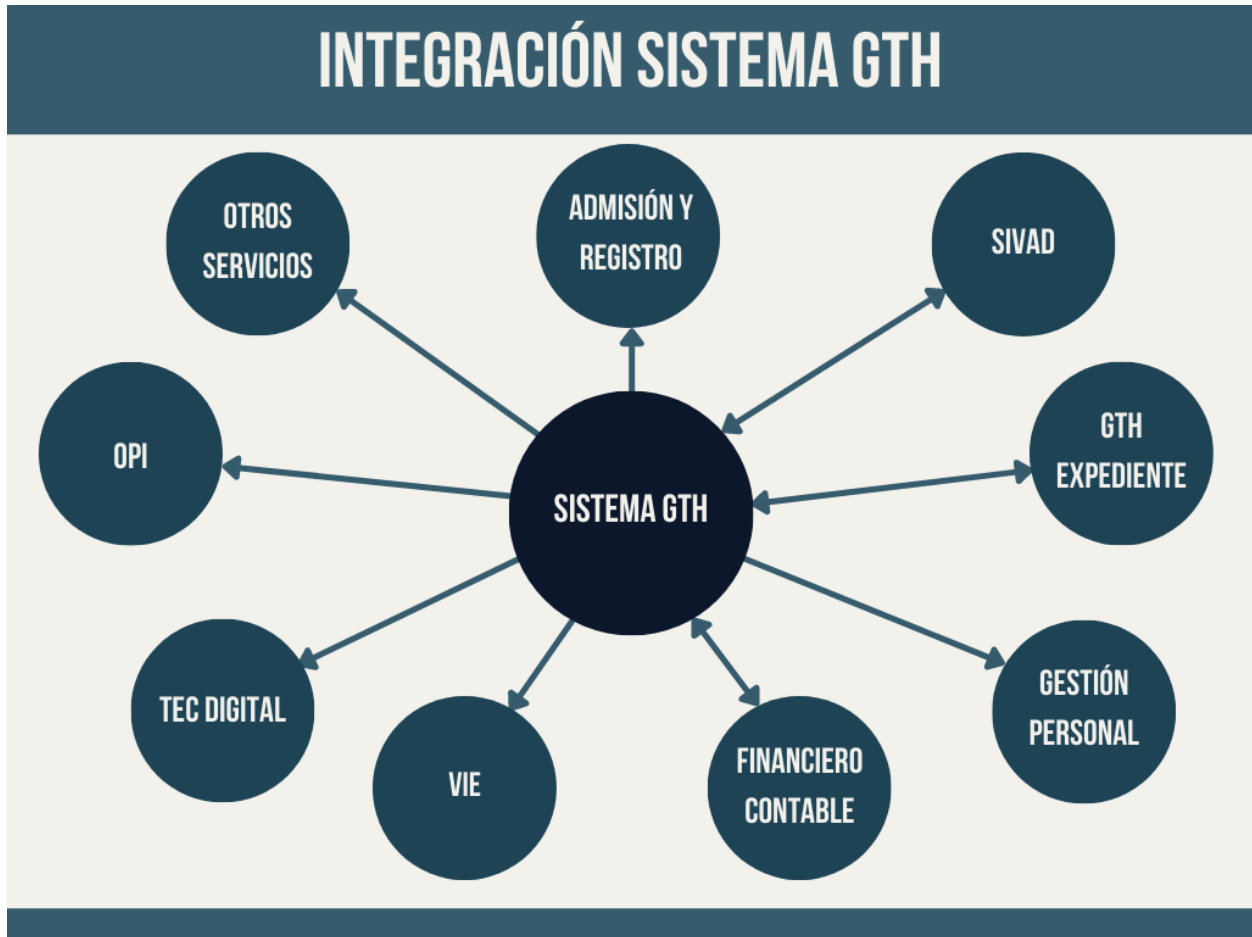 INTEGRACIÓN SISTEMA GTH
OTROS
SERVICIOS
ADMISIÓN Y
REGISTRO
SIVAD
OPI
GTH
EXPEDIENTE
SISTEMA GTH
TEC DIGITAL
VIE
FINANCIERO
CONTABLE
GESTIÓN
PERSONAL